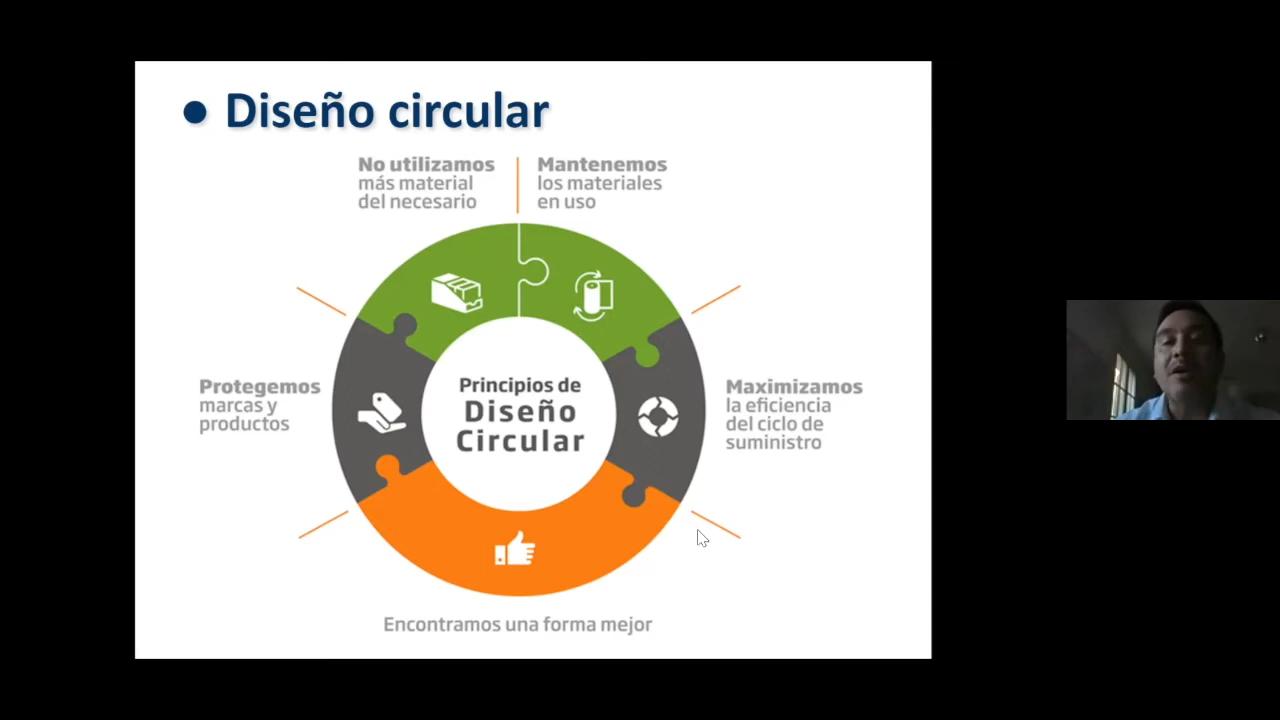 ● Diseño circular
No utilizamos
más material
del necesario
Mantenemos
los materiales
en uso
Protegemos
marcas y
productos
Principios de
Diseño
Circular
Maximizamos
la eficiencia
del ciclo de
suministro
Encontramos una forma mejor